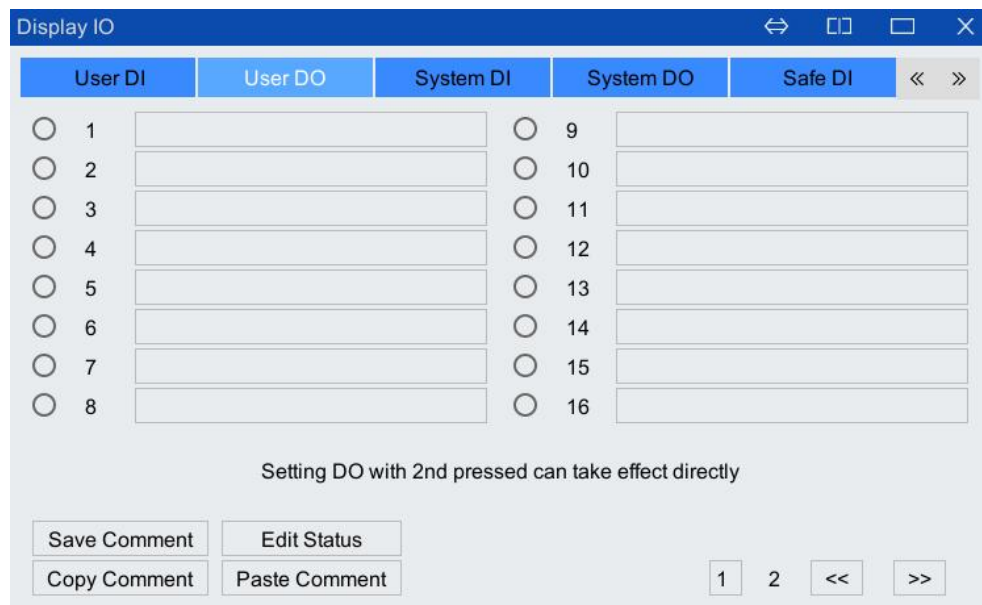 Display IO
User DI User DO System DI System DO Safe DI « »
1 9
2 10
3 11
4 12
5 13
6 14
7 15
8 16
Setting DO with 2nd pressed can take effect directly
Save Comment Edit Status
Copy Comment Paste Comment 1 2 << >>